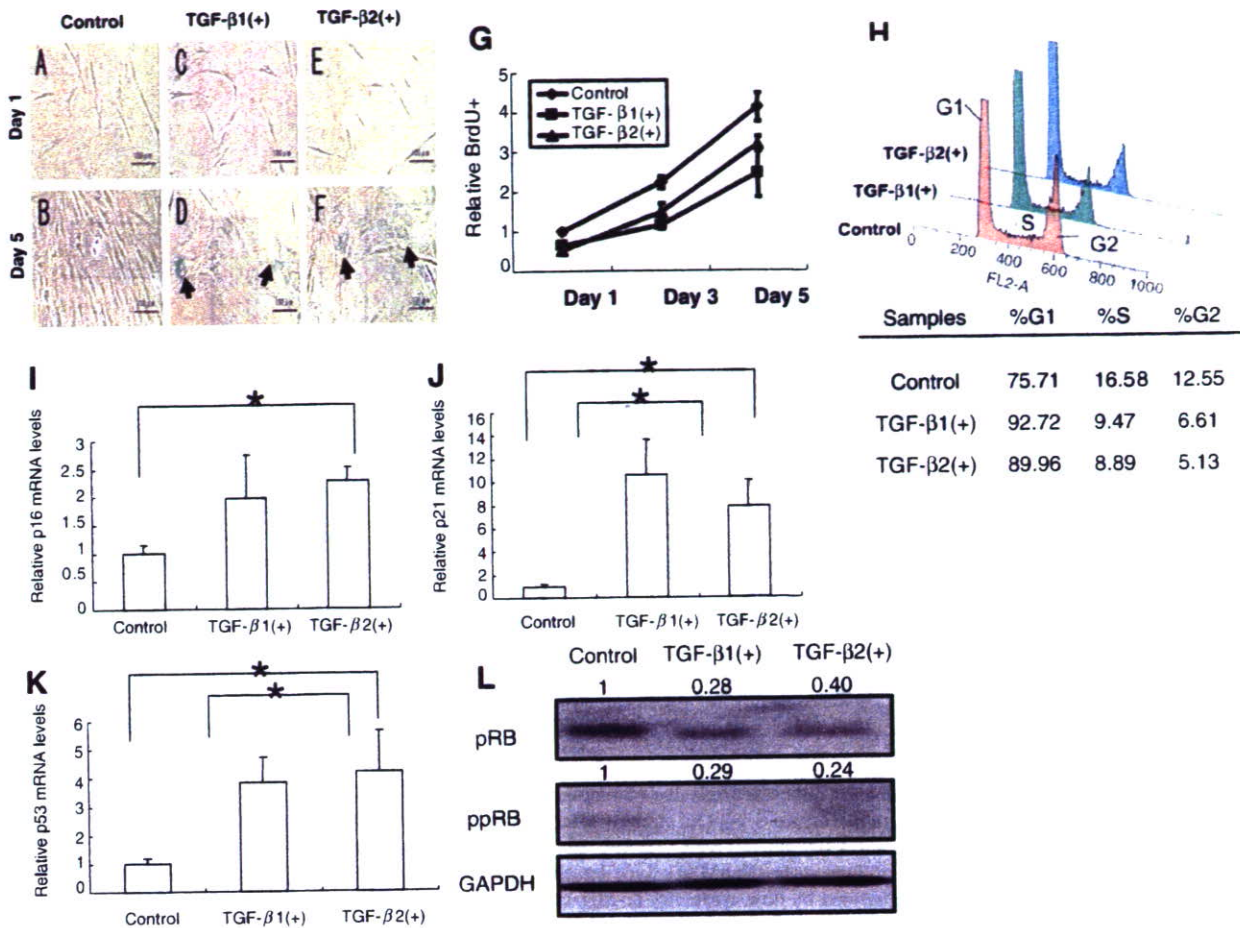 Control TGF-β1(+) TGF-β2(+)
Day 1
Day 5
A
C
E
B
D
F
G
Relative BrdU+
5
4
3
2
1
0
Control
TGF-β1(+)
TGF-β2(+)
Day 1 Day 3 Day 5
H
G1
TGF-β2(+)
TGF-β1(+)
Control
S
G2
0 200 400 600 800 1000
FL2-A
Samples %G1 %S %G2
Control 75.71 16.58 12.55
TGF-β1(+) 92.72 9.47 6.61
TGF-β2(+) 89.96 8.89 5.13
I
*
Relative p16 mRNA levels
3
2.5
2
1.5
1
0.5
0
Control TGF-β1(+) TGF-β2(+)
J
*
*
Relative p21 mRNA levels
16
14
12
10
8
6
4
2
0
Control TGF-β1(+) TGF-β2(+)
K
*
*
Relative p53 mRNA levels
6
5
4
3
2
1
0
Control TGF-β1(+) TGF-β2(+)
L
Control TGF-β1(+) TGF-β2(+)
1 0.28 0.40
pRB
1 0.29 0.24
ppRB
GAPDH